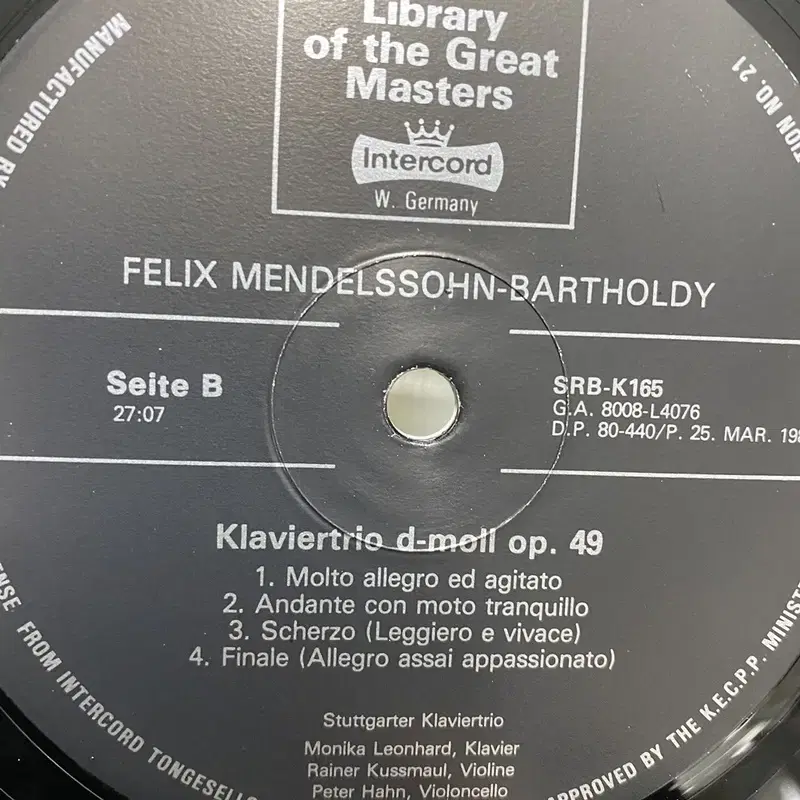 Library
of the Great
Masters
Intercord
W. Germany
FELIX MENDELSSOHN-BARTHOLDY
Seite B
27:07
SRB-K165
G.A. 8008-L4076
D.P. 80-440/P. 25. MAR.
Klaviertrio d-moll op. 49
1. Molto allegro ed agitato
2. Andante con moto tranquillo
3. Scherzo (Leggiero e vivace)
4. Finale (Allegro assai appassionato)
Stuttgarter Klaviertrio
Monika Leonhard, Klavier
Rainer Kussmaul, Violine
Peter Hahn, Violoncello
MANUFACTURED BY
NO. 21
FROM INTERCORD
APPROVED BY THE K.E.C.P.P.